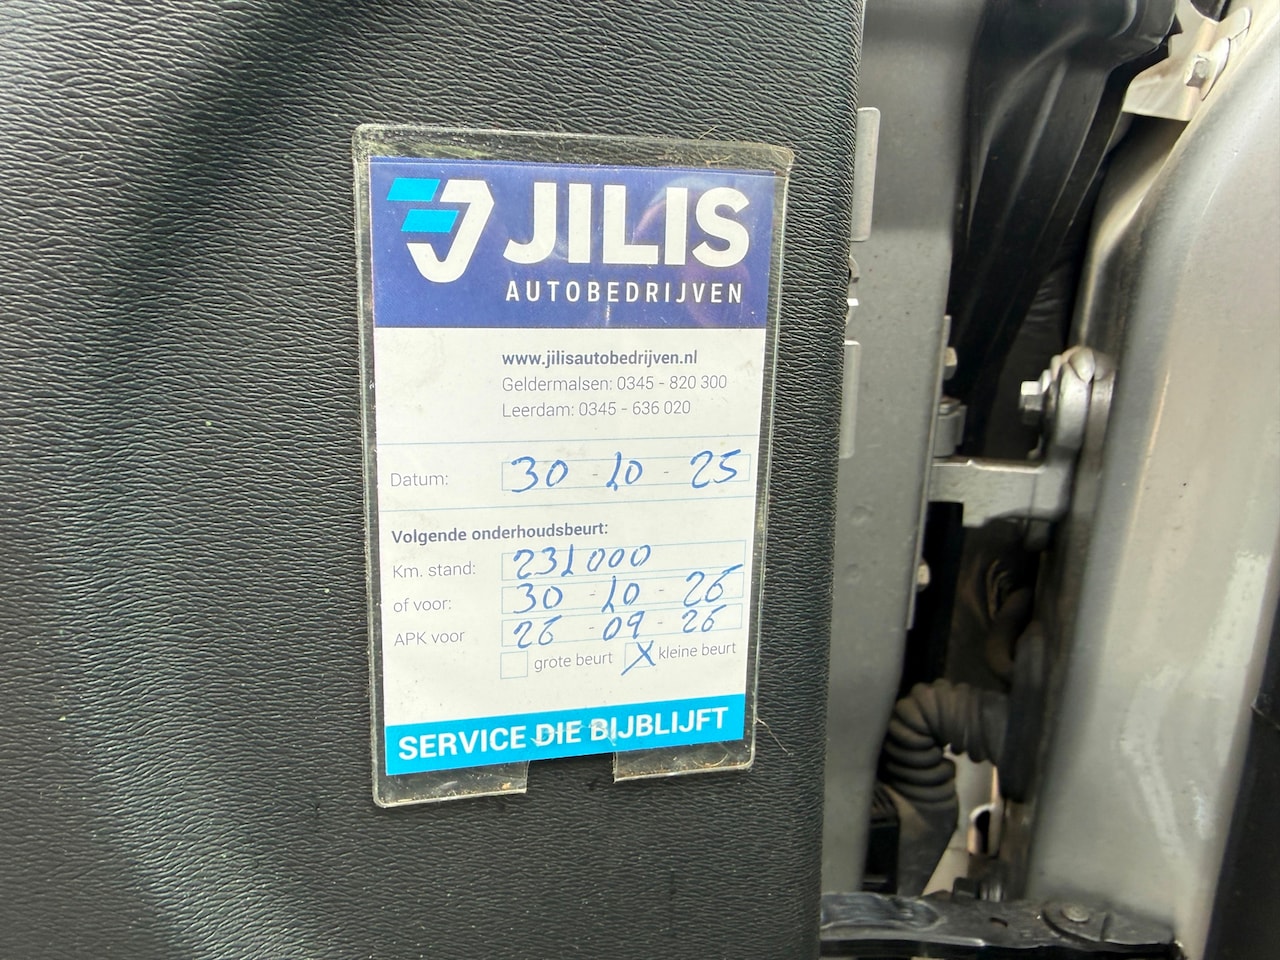 JILIS
AUTOBEDRIJVEN
www.jilisautobedrijven.nl
Geldermalsen: 0345 - 820 300
Leerdam: 0345 - 636 020
Datum: 30 - 10 - 25
Volgende onderhoudsbeurt:
Km. stand: 231000
of voor: 30 - 10 - 26
APK voor 26 - 09 - 26
grote beurt X kleine beurt
SERVICE DIE BIJBLIJFT